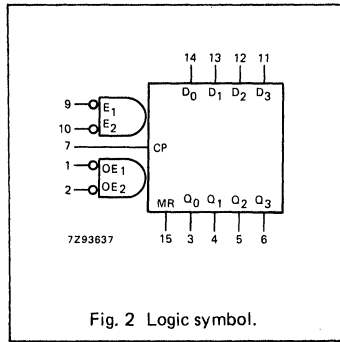 14 13 12 11
D0 D1 D2 D3
9 E1
10 E2
7 CP
1 OE1
2 OE2
MR Q0 Q1 Q2 Q3
7Z93637
15 3 4 5 6
Fig. 2 Logic symbol.